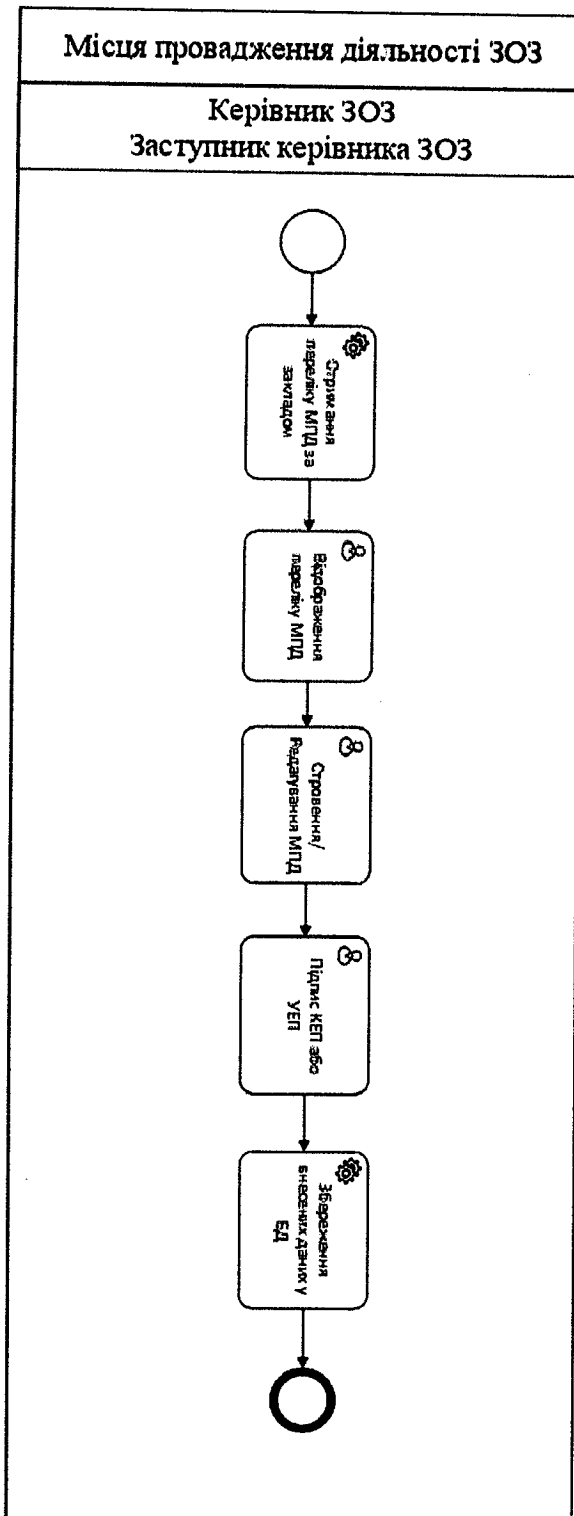 Місця провадження діяльності ЗОЗ
Керівник ЗОЗ
Заступник керівника ЗОЗ
Отримання
переліку МПД за
закладом
Відображення
переліку МПД
Створення/
Редагування МПД
Підпис КЕП або
УЕП
Збереження
внесених даних у
БД